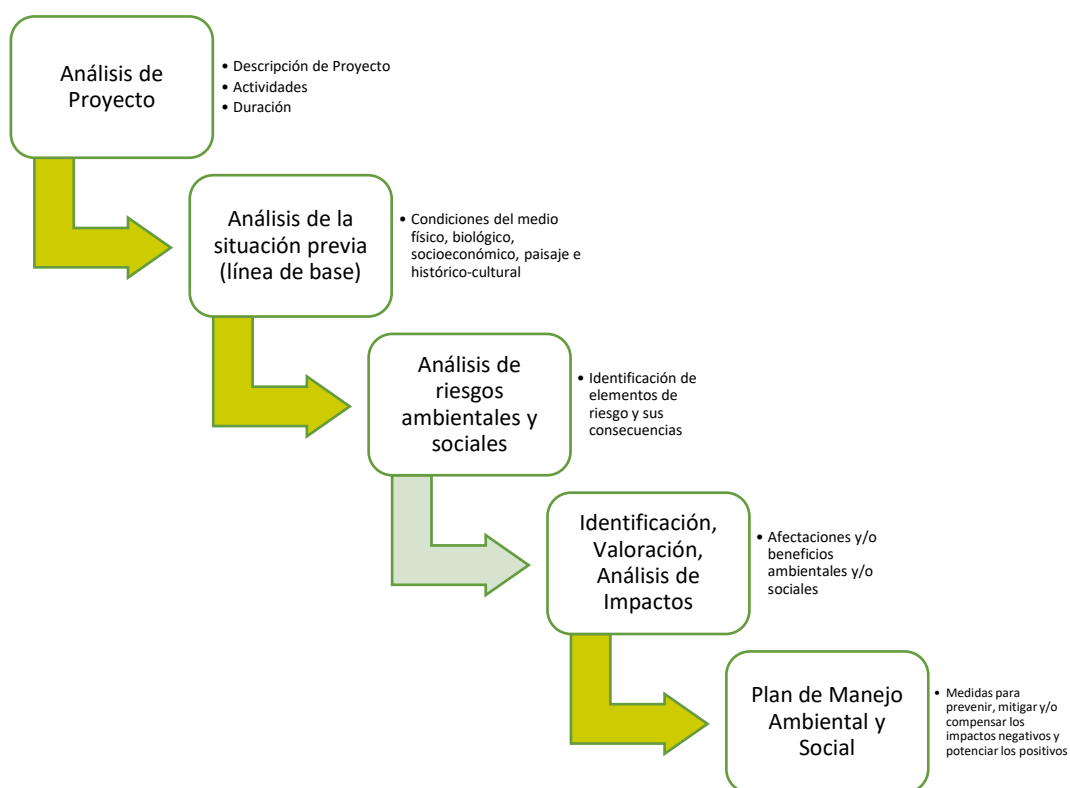 Análisis de
Proyecto
• Descripción de Proyecto
• Actividades
• Duración
Análisis de la
situación previa
(línea de base)
• Condiciones del medio
físico, biológico,
socioeconómico, paisaje e
histórico-cultural
Análisis de
riesgos
ambientales y
sociales
• Identificación de
elementos de
riesgo y sus
consecuencias
Identificación,
Valoración,
Análisis de
Impactos
• Afectaciones y/o
beneficios
ambientales y/o
sociales
Plan de Manejo
Ambiental y
Social
• Medidas para
prevenir, mitigar y/o
compensar los
impactos negativos y
potenciar los positivos